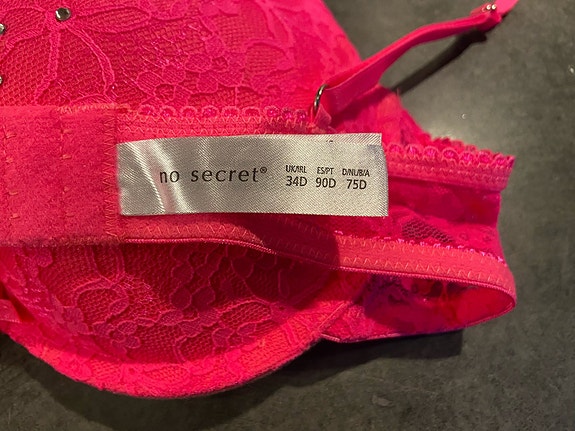 no secret®
UK/IRL ES/PT D/NL/B/A
34D 90D 75D